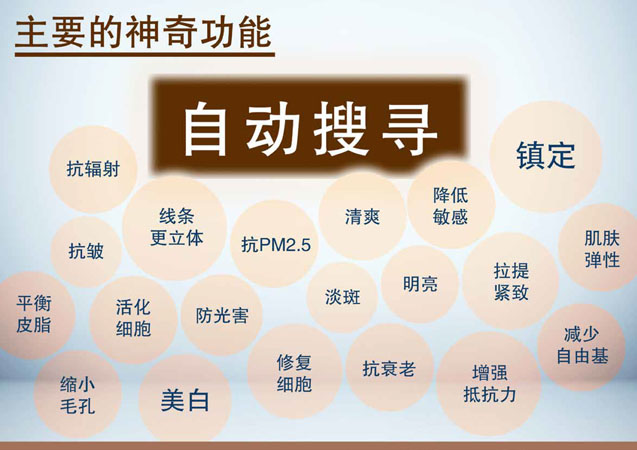 主要的神奇功能
自动搜寻
镇定
抗辐射
线条
更立体
清爽
降低
敏感
抗皱
抗PM2.5
肌肤
弹性
平衡
皮脂
活化
细胞
防光害
淡斑
明亮
拉提
紧致
减少
自由基
缩小
毛孔
美白
修复
细胞
抗衰老
增强
抵抗力